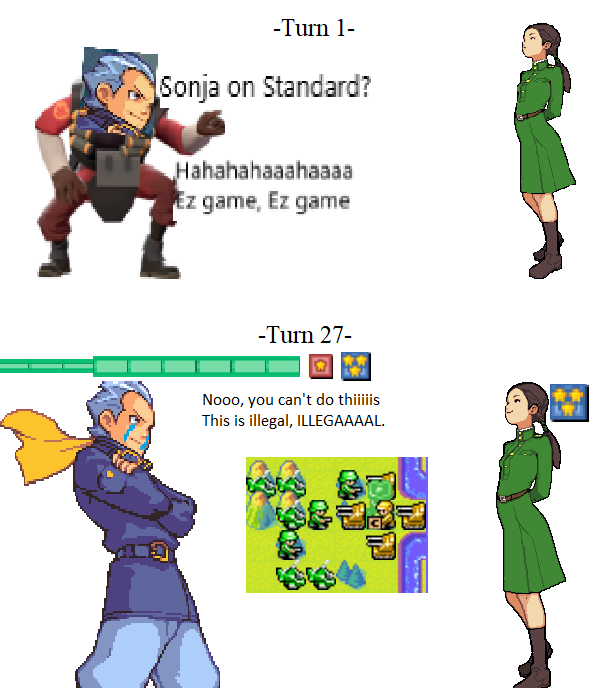 -Turn 1-
Sonja on Standard?
Hahahahaaahaaaa
Ez game, Ez game
-Turn 27-
Nooo, you can't do thiiiiis
This is illegal, ILLEGAAAAL.